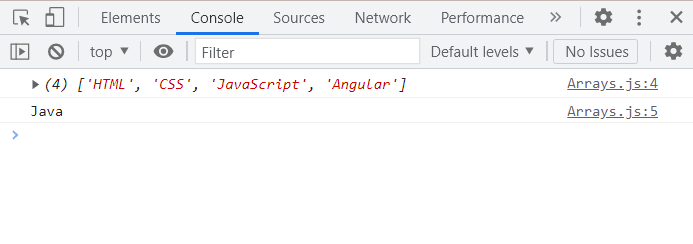 Elements Console Sources Network Performance »
top ▼ Filter Default levels ▼ No Issues
▶ (4) ['HTML', 'CSS', 'JavaScript', 'Angular'] Arrays.js:4
Java Arrays.js:5
>